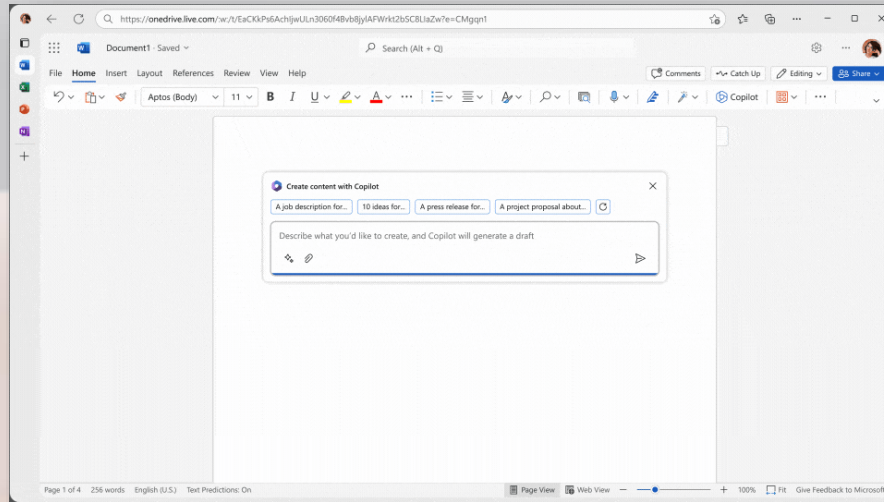 https://onedrive.live.com/:w:/t/EaCKkPs6AchIjwULn3060f4Bvb8jylAFWrkt2bSC8LIaZw?e=CMgqn1
Document1 · Saved
Search (Alt + Q)
File Home Insert Layout References Review View Help
Comments Catch Up Editing Share
Aptos (Body) 11 B I U A Copilot
Create content with Copilot
A job description for... 10 ideas for... A press release for... A project proposal about...
Describe what you'd like to create, and Copilot will generate a draft
Page 1 of 4 256 words English (U.S.) Text Predictions: On Page View Web View 100% Fit Give Feedback to Microsoft